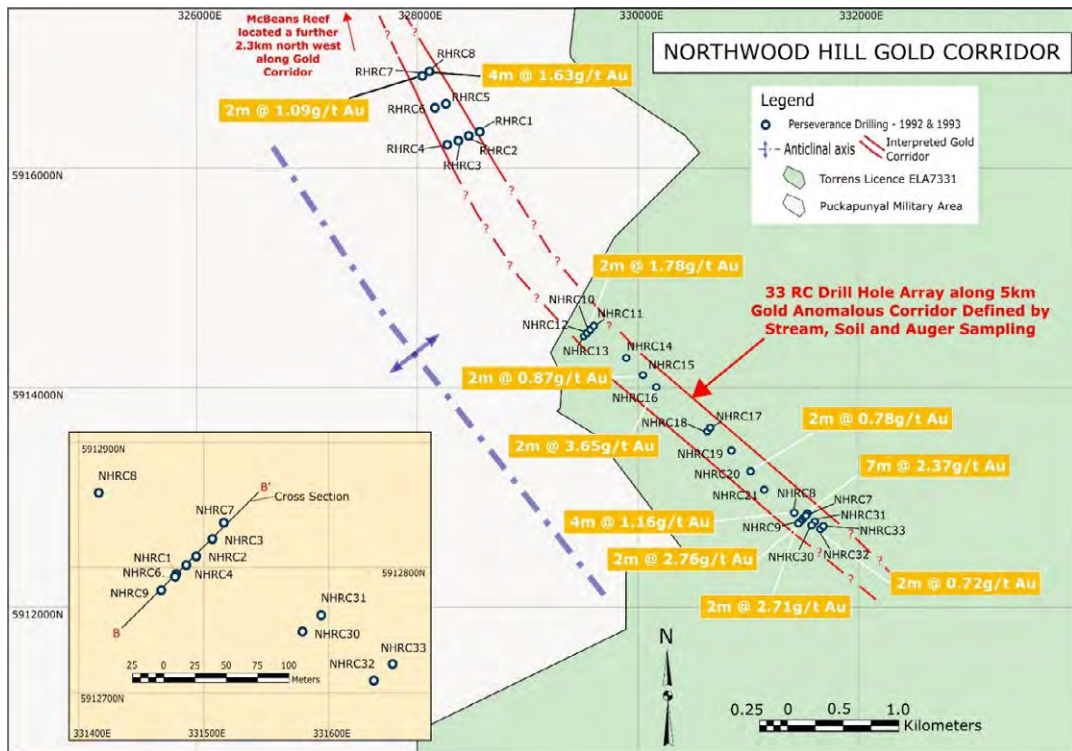 326000E
328000E
330000E
332000E
McBeans Reef
located a further
2.3km north west
along Gold
Corridor
NORTHWOOD HILL GOLD CORRIDOR
Legend
Perseverance Drilling - 1992 & 1993
Anticlinal axis
Interpreted Gold
Corridor
Torrens Licence ELA7331
Puckapunyal Military Area
?
?
RHRC8
RHRC7
4m @ 1.63g/t Au
2m @ 1.09g/t Au
RHRC5
RHRC6
RHRC1
RHRC4
RHRC2
RHRC3
5916000N
?
?
?
?
?
?
2m @ 1.78g/t Au
NHRC10
NHRC11
NHRC12
?
NHRC13
33 RC Drill Hole Array along 5km
Gold Anomalous Corridor Defined by
Stream, Soil and Auger Sampling
NHRC14
NHRC15
2m @ 0.87g/t Au
NHRC16
5914000N
NHRC17
NHRC18
2m @ 0.78g/t Au
2m @ 3.65g/t Au
NHRC19
NHRC20
7m @ 2.37g/t Au
NHRC21
NHRC8
NHRC7
NHRC31
4m @ 1.16g/t Au
NHRC9
NHRC33
NHRC30
NHRC32
?
?
2m @ 2.76g/t Au
2m @ 0.72g/t Au
?
?
2m @ 2.71g/t Au
5912000N
5912900N
NHRC8
B'
Cross Section
NHRC7
NHRC3
NHRC1
NHRC2
NHRC6
NHRC4
5912800N
NHRC9
NHRC31
NHRC30
B
NHRC33
NHRC32
25 0 25 50 75 100
Meters
5912700N
331400E
331500E
331600E
N
0.25 0 0.5 1.0
Kilometers